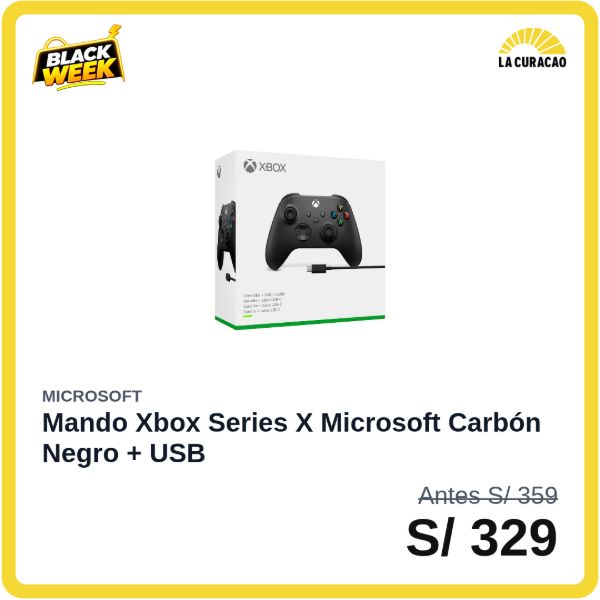 BLACK
WEEK
LA CURACAO
XBOX
MICROSOFT
Mando Xbox Series X Microsoft Carbón
Negro + USB
Antes S/ 359
S/ 329